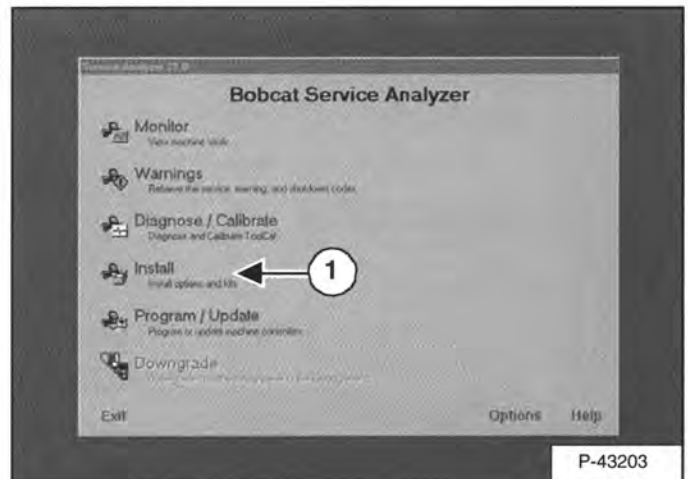 Service Analyzer
Bobcat Service Analyzer
Monitor
View machine
Warnings
Retrieve the service, warning, and shutdown codes
Diagnose / Calibrate
Diagnose and Calibrate ToolCat
Install
Install options and kits
1
Program / Update
Program or update machine controllers
Downgrade
Exit
Options
Help
P-43203